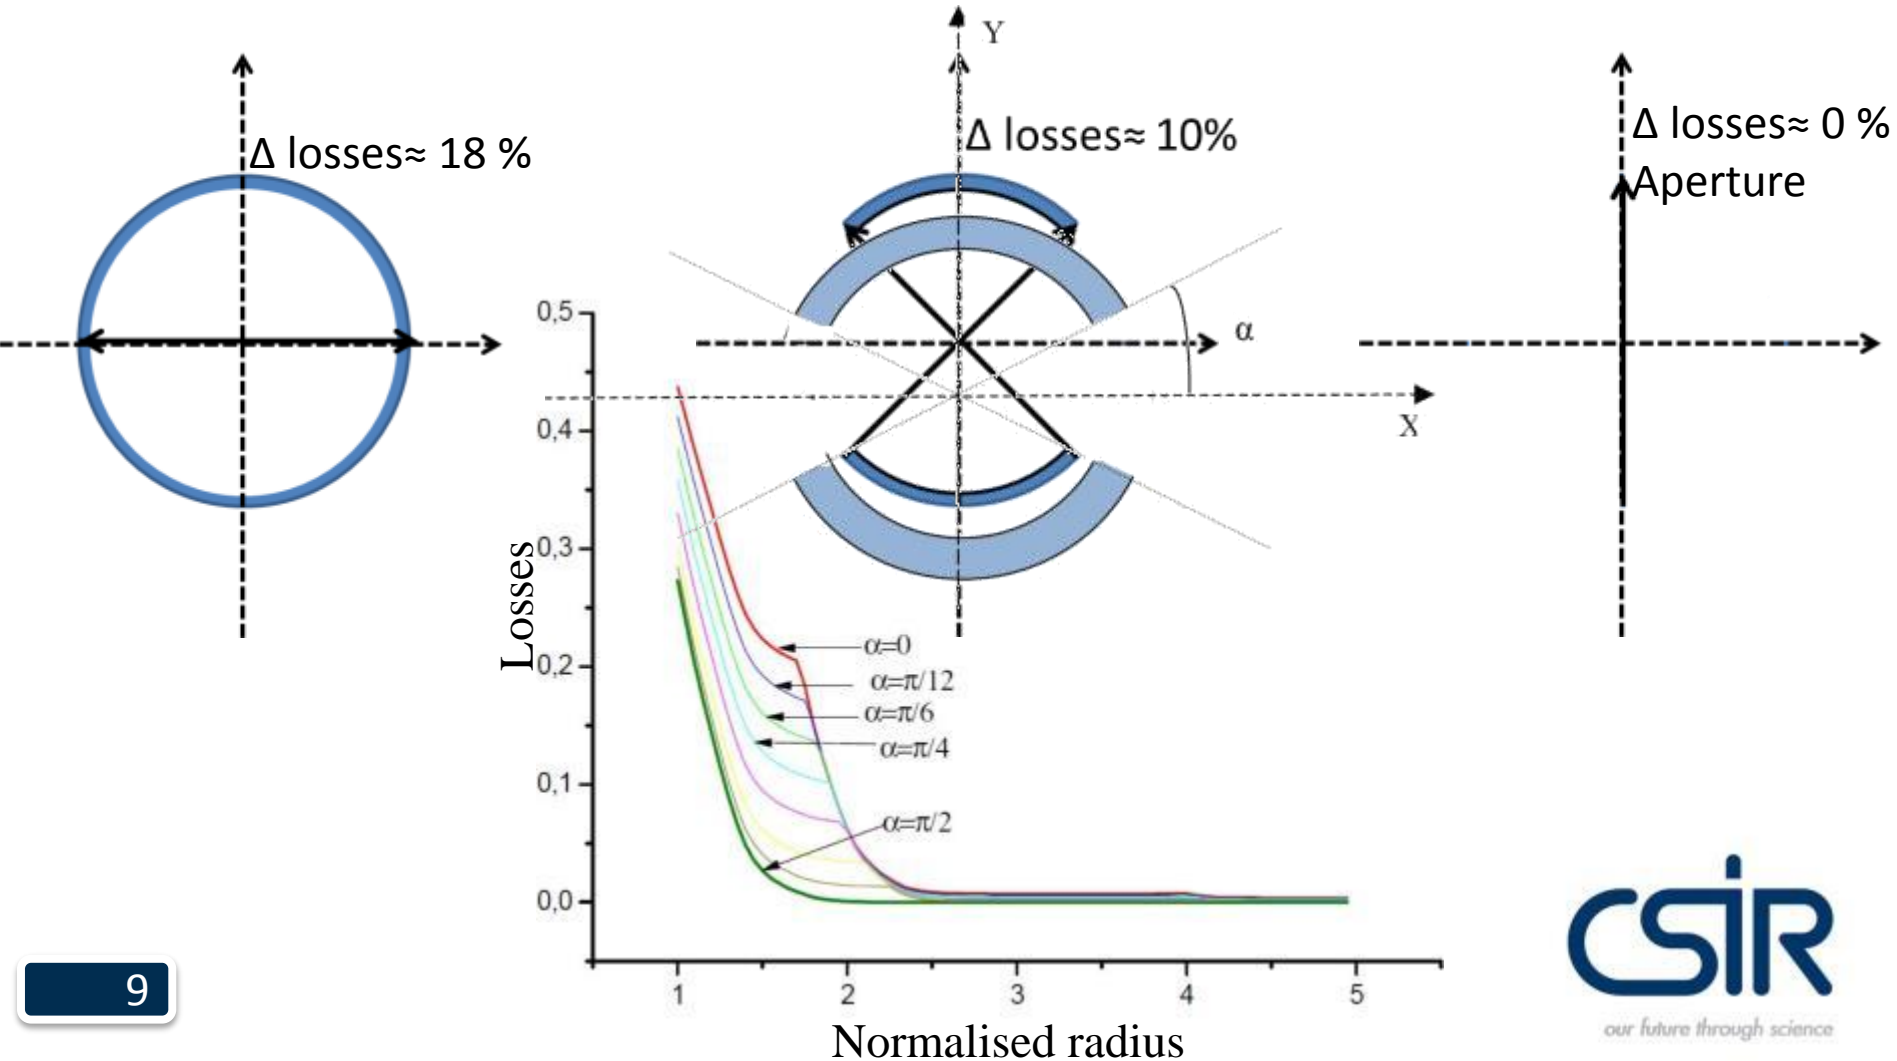 Y
Δ losses≈ 18 %
Δ losses≈ 10%
Δ losses≈ 0 %
Aperture
α
X
0,5
0,4
0,3
0,2
0,1
0,0
Losses
α=0
α=π/12
α=π/6
α=π/4
α=π/2
1
2
3
4
5
Normalised radius
9
CSIR
our future through science